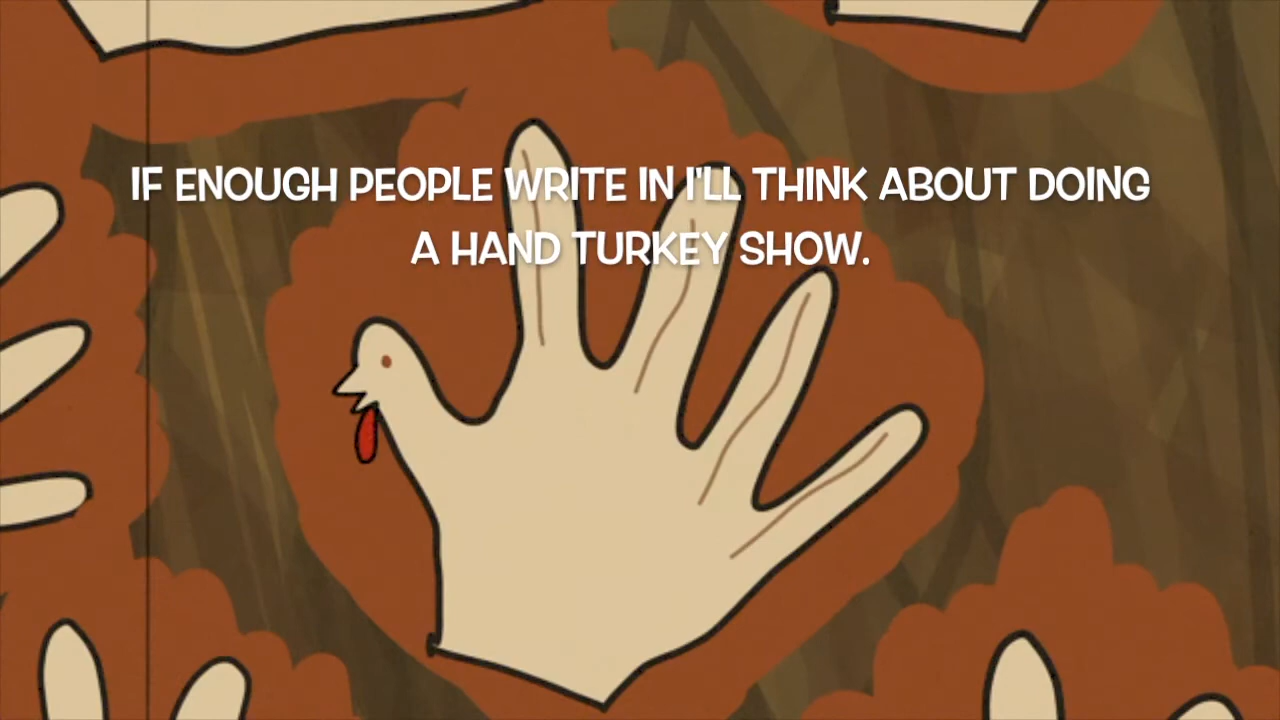 IF ENOUGH PEOPLE WRITE IN I'LL THINK ABOUT DOING
A HAND TURKEY SHOW.